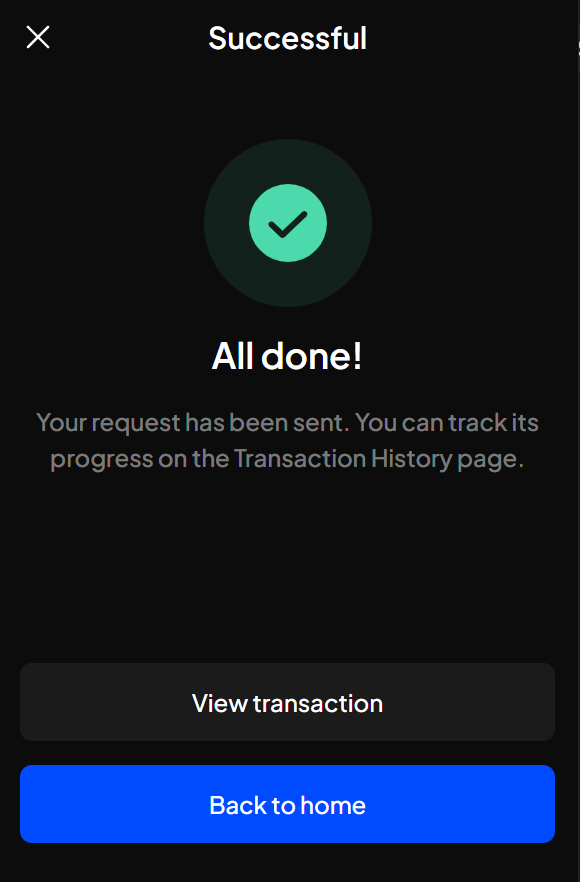 Successful
All done!
Your request has been sent. You can track its
progress on the Transaction History page.
View transaction
Back to home